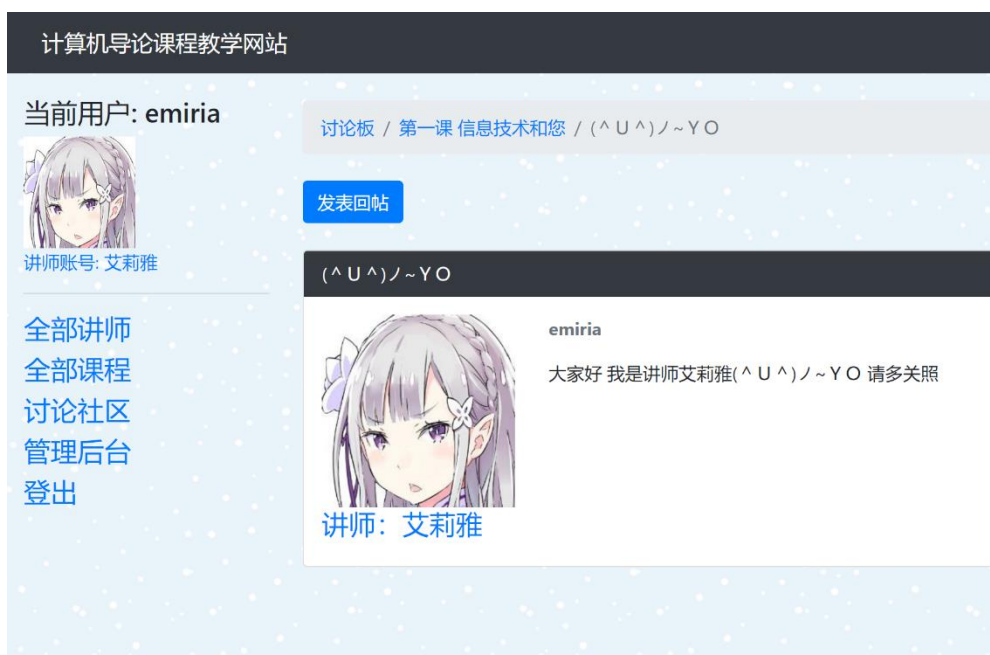 计算机导论课程教学网站
当前用户: emiria
讲师账号: 艾莉雅
全部讲师
全部课程
讨论社区
管理后台
登出
讨论板 / 第一课 信息技术和您 / (＾Ｕ＾)ノ~ＹＯ
发表回帖
(＾Ｕ＾)ノ~ＹＯ
emiria
大家好 我是讲师艾莉雅(＾Ｕ＾)ノ~ＹＯ 请多关照
讲师：艾莉雅